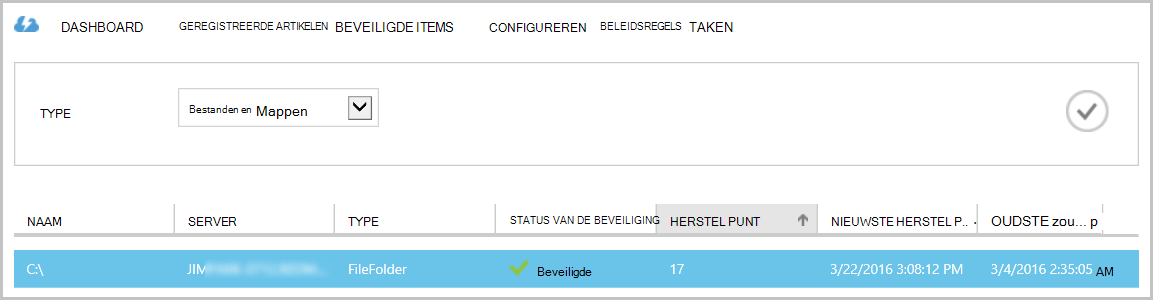 DASHBOARD GEREGISTREERDE ARTIKELEN BEVEILIGDE ITEMS CONFIGUREREN BELEIDSREGELS TAKEN
TYPE Bestanden en Mappen
NAAM SERVER TYPE STATUS VAN DE BEVEILIGING HERSTEL PUNT NIEUWSTE HERSTEL P... OUDSTE zou... p
C:\ JIM FileFolder Beveiligde 17 3/22/2016 3:08:12 PM 3/4/2016 2:35:05 AM